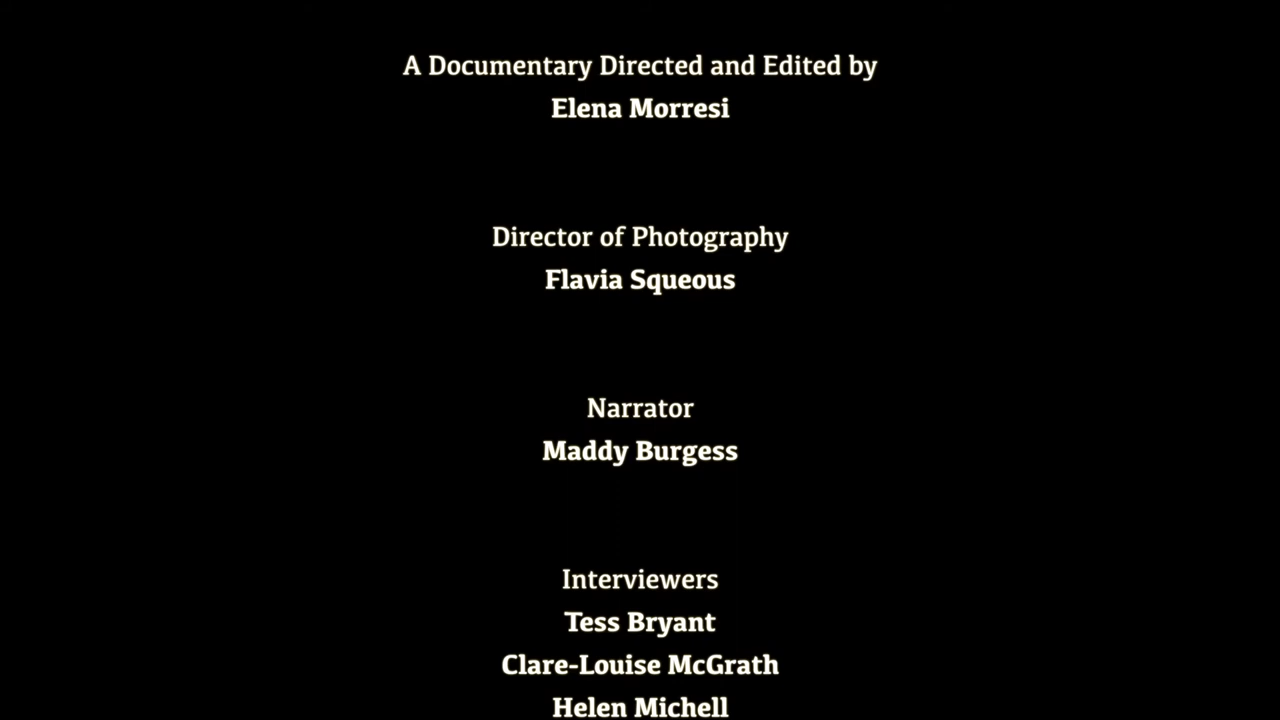 A Documentary Directed and Edited by
Elena Morresi
Director of Photography
Flavia Squeous
Narrator
Maddy Burgess
Interviewers
Tess Bryant
Clare-Louise McGrath
Helen Michell